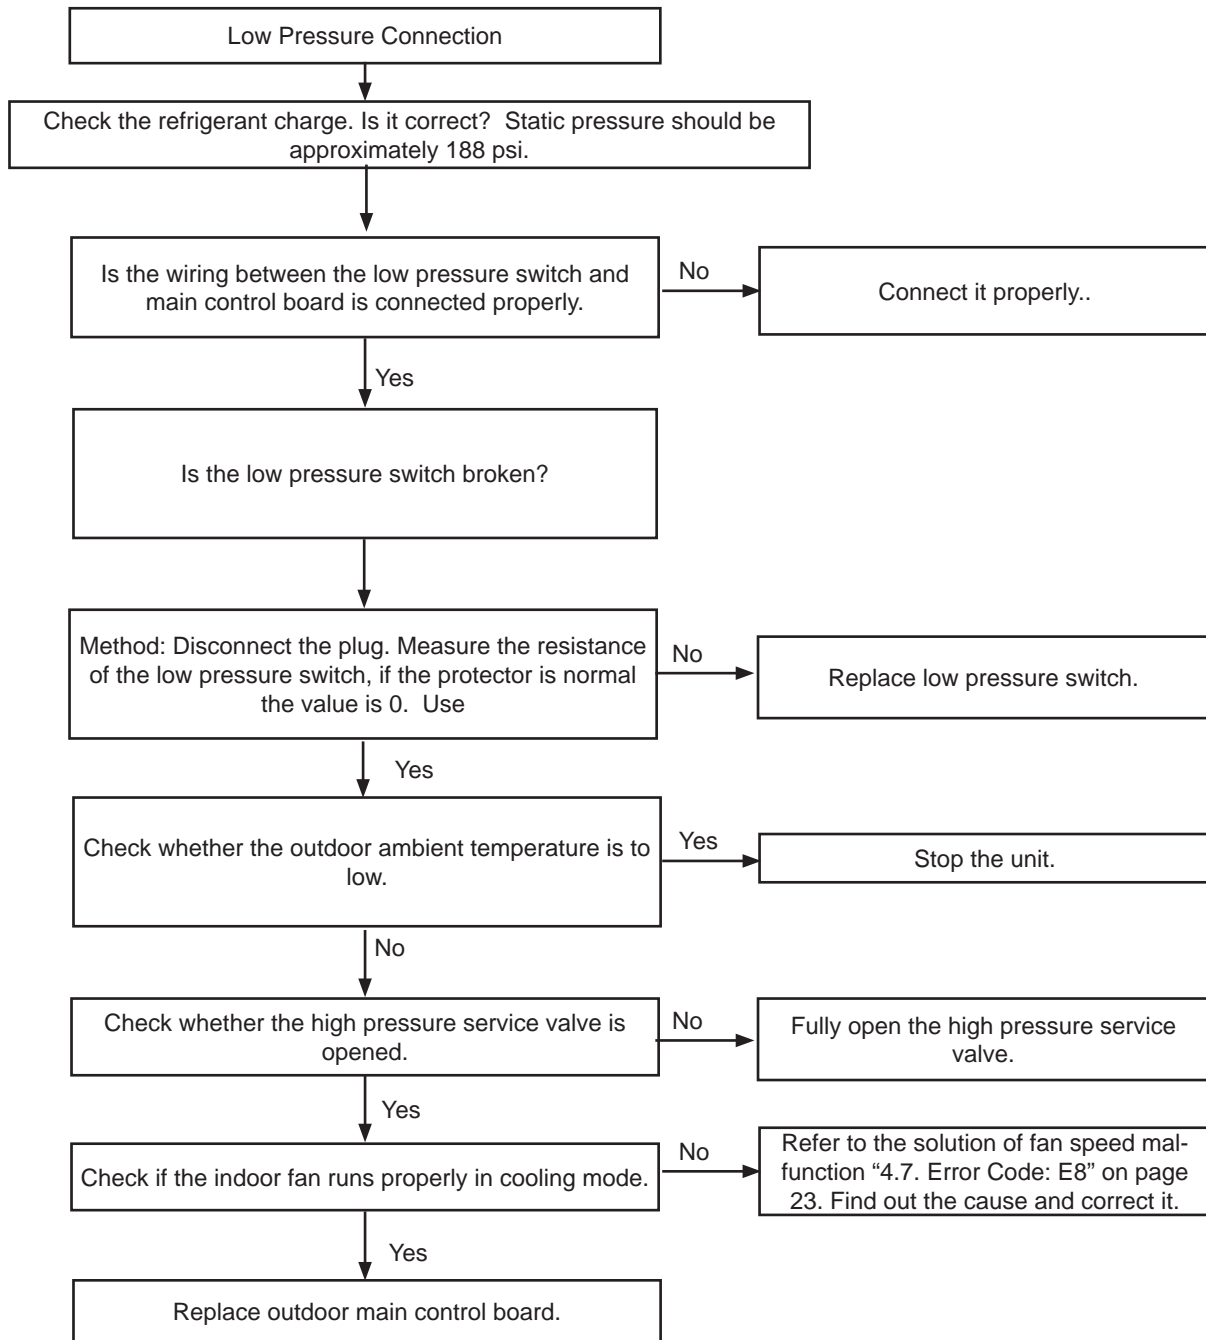 Low Pressure Connection
Check the refrigerant charge. Is it correct?  Static pressure should be
approximately 188 psi.
Is the wiring between the low pressure switch and
main control board is connected properly.
No
Connect it properly..
Yes
Is the low pressure switch broken?
Method: Disconnect the plug. Measure the resistance
of the low pressure switch, if the protector is normal
the value is 0.  Use
No
Replace low pressure switch.
Yes
Check whether the outdoor ambient temperature is to
low.
Yes
Stop the unit.
No
Check whether the high pressure service valve is
opened.
No
Fully open the high pressure service
valve.
Yes
Check if the indoor fan runs properly in cooling mode.
No
Refer to the solution of fan speed mal-
function “4.7. Error Code: E8” on page
23. Find out the cause and correct it.
Yes
Replace outdoor main control board.